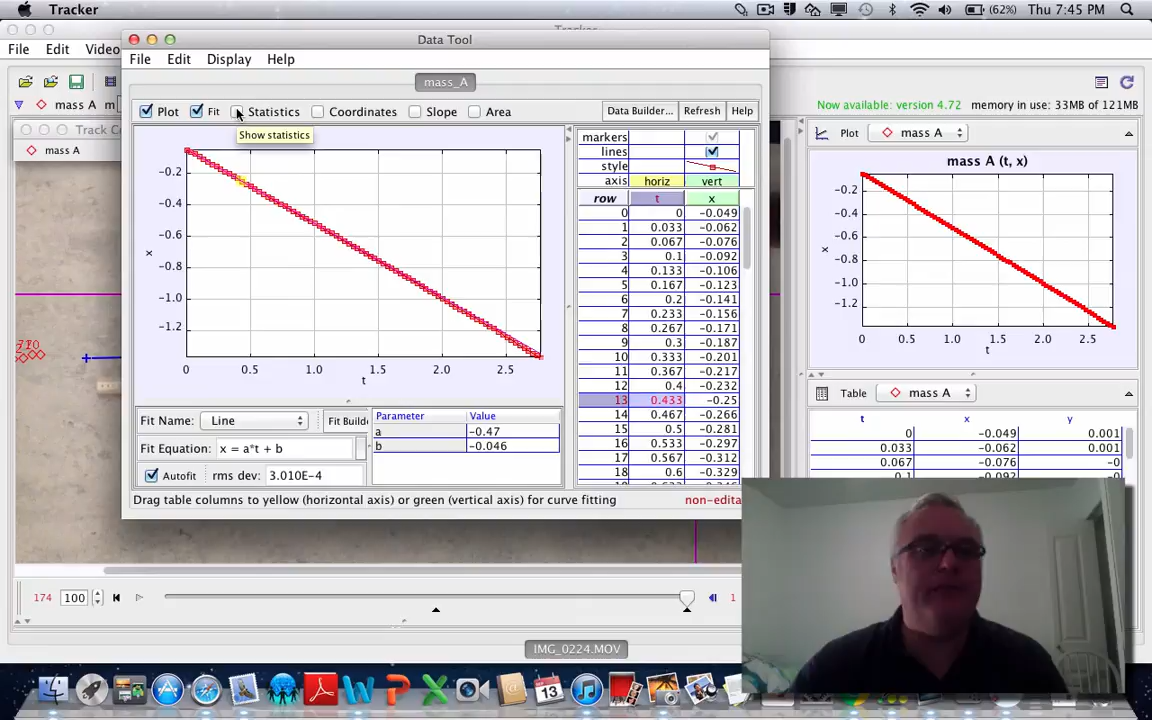 Tracker
(62%) Thu 7:45 PM
Tracker
File Edit Video
mass A m
Track Co
mass A
Data Tool
File Edit Display Help
mass_A
Plot Fit Statistics Coordinates Slope Area
Data Builder... Refresh Help
Show statistics
-0.2
-0.4
-0.6
-0.8
-1.0
-1.2
x
0 0.5 1.0 1.5 2.0 2.5
t
markers
lines
style
axis horiz vert
row t x
0 0 -0.049
1 0.033 -0.062
2 0.067 -0.076
3 0.1 -0.092
4 0.133 -0.106
5 0.167 -0.123
6 0.2 -0.141
7 0.233 -0.156
8 0.267 -0.171
9 0.3 -0.187
10 0.333 -0.201
11 0.367 -0.217
12 0.4 -0.232
13 0.433 -0.25
14 0.467 -0.266
15 0.5 -0.281
16 0.533 -0.297
17 0.567 -0.312
18 0.6 -0.329
Fit Name: Line Fit Builde
Fit Equation: x = a*t + b
Autofit rms dev: 3.010E-4
Parameter Value
a -0.47
b -0.046
Drag table columns to yellow (horizontal axis) or green (vertical axis) for curve fitting
non-edita
Now available: version 4.72 memory in use: 33MB of 121MB
Plot mass A
mass A (t, x)
-0.2
-0.4
-0.6
-0.8
-1.0
-1.2
x
0 0.5 1.0 1.5 2.0 2.5
t
Table mass A
t x y
0 -0.049 0.001
0.033 -0.062 0.001
0.067 -0.076 -0
174 100
1
IMG_0224.MOV
13